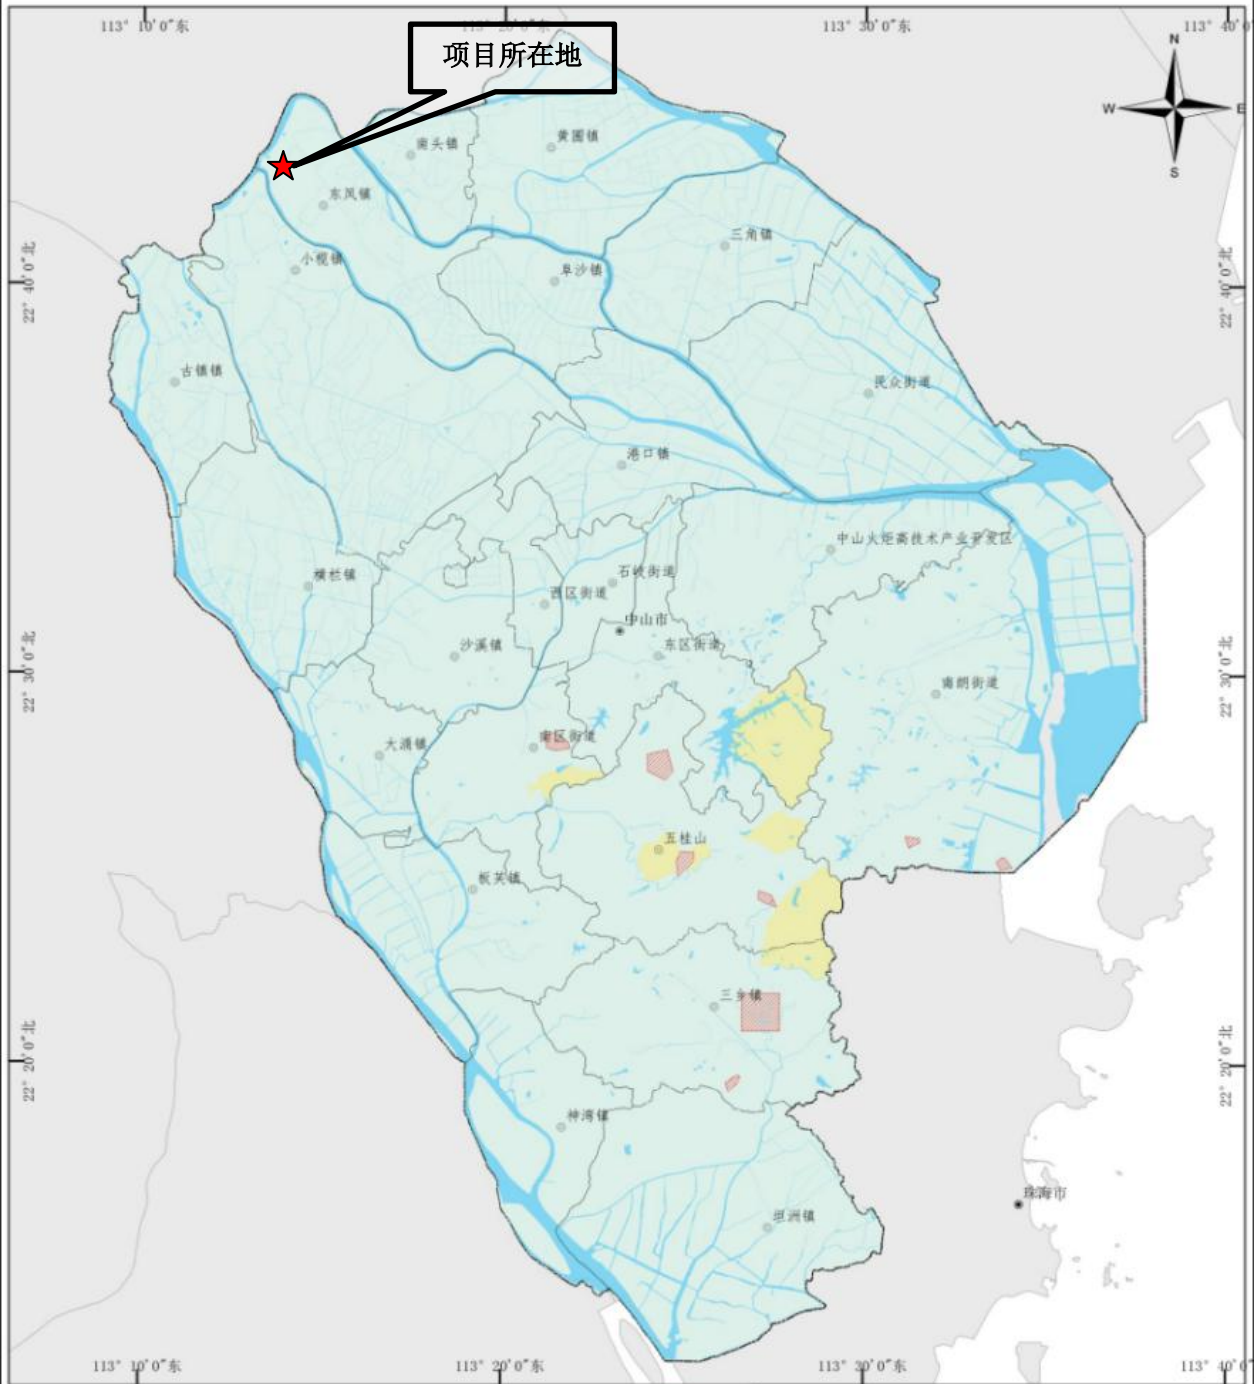 113° 10′0″东
113° 20′0″东
113° 30′0″东
113° 40′0
项目所在地
N
W
E
S
南头镇
黄圃镇
东凤镇
三角镇
小榄镇
阜沙镇
22° 40′0″北
22° 40′0″北
古镇镇
民众街道
港口镇
中山火炬高技术产业开发区
横栏镇
石岐街道
西区街道
中山市
沙溪镇
东区街道
22° 30′0″北
22° 30′0″北
南朗街道
大涌镇
南区街道
五桂山
板芙镇
三乡镇
22° 20′0″北
22° 20′0″北
神湾镇
珠海市
坦洲镇
113° 10′0″东
113° 20′0″东
113° 30′0″东
113° 40′0